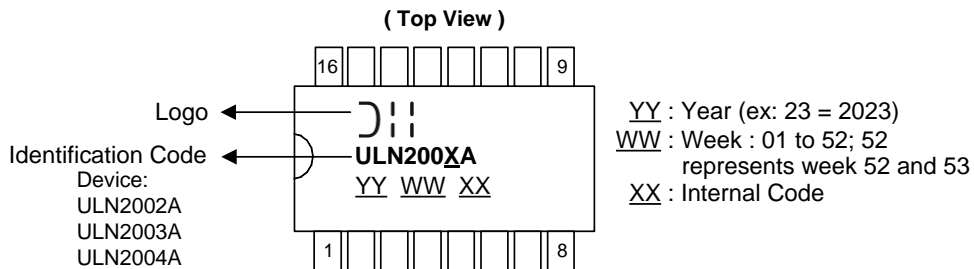 ( Top View )
16
9
Logo
ULN200XA
YY WW XX
Identification Code
Device:
ULN2002A
ULN2003A
ULN2004A
1
8
YY : Year (ex: 23 = 2023)
WW : Week : 01 to 52; 52
represents week 52 and 53
XX : Internal Code